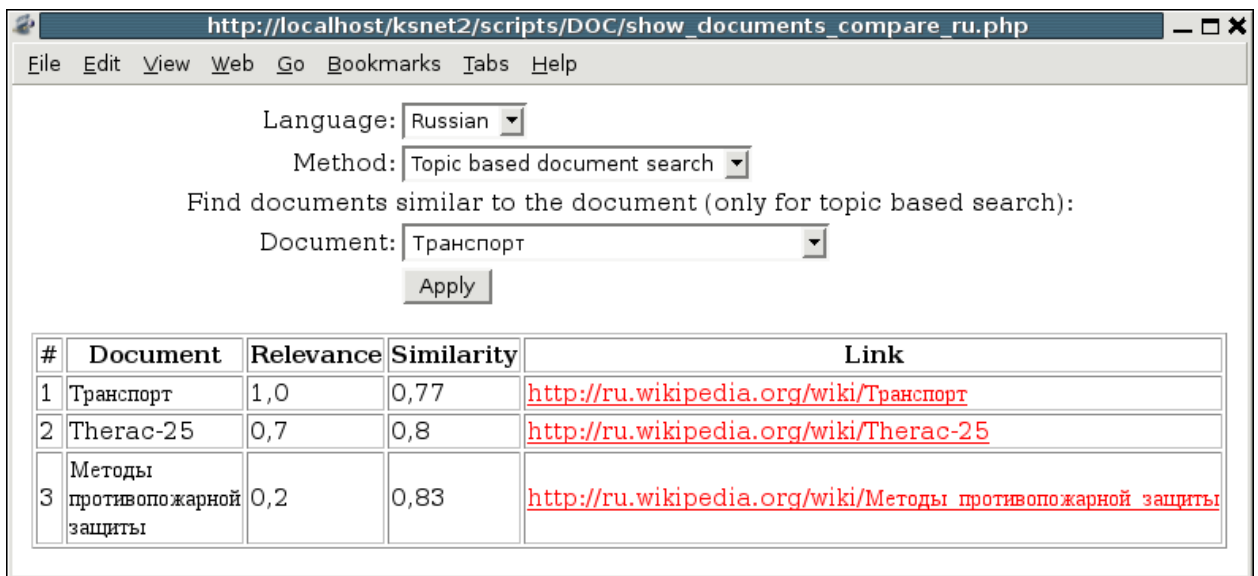 http://localhost/ksnet2/scripts/DOC/show_documents_compare_ru.php
File Edit View Web Go Bookmarks Tabs Help
Language: Russian
Method: Topic based document search
Find documents similar to the document (only for topic based search):
Document: Транспорт
Apply
# Document Relevance Similarity Link
1 Транспорт 1,0 0,77 http://ru.wikipedia.org/wiki/Транспорт
2 Therac-25 0,7 0,8 http://ru.wikipedia.org/wiki/Therac-25
Методы
3 противопожарной 0,2 0,83 http://ru.wikipedia.org/wiki/Методы_противопожарной_защиты
защиты